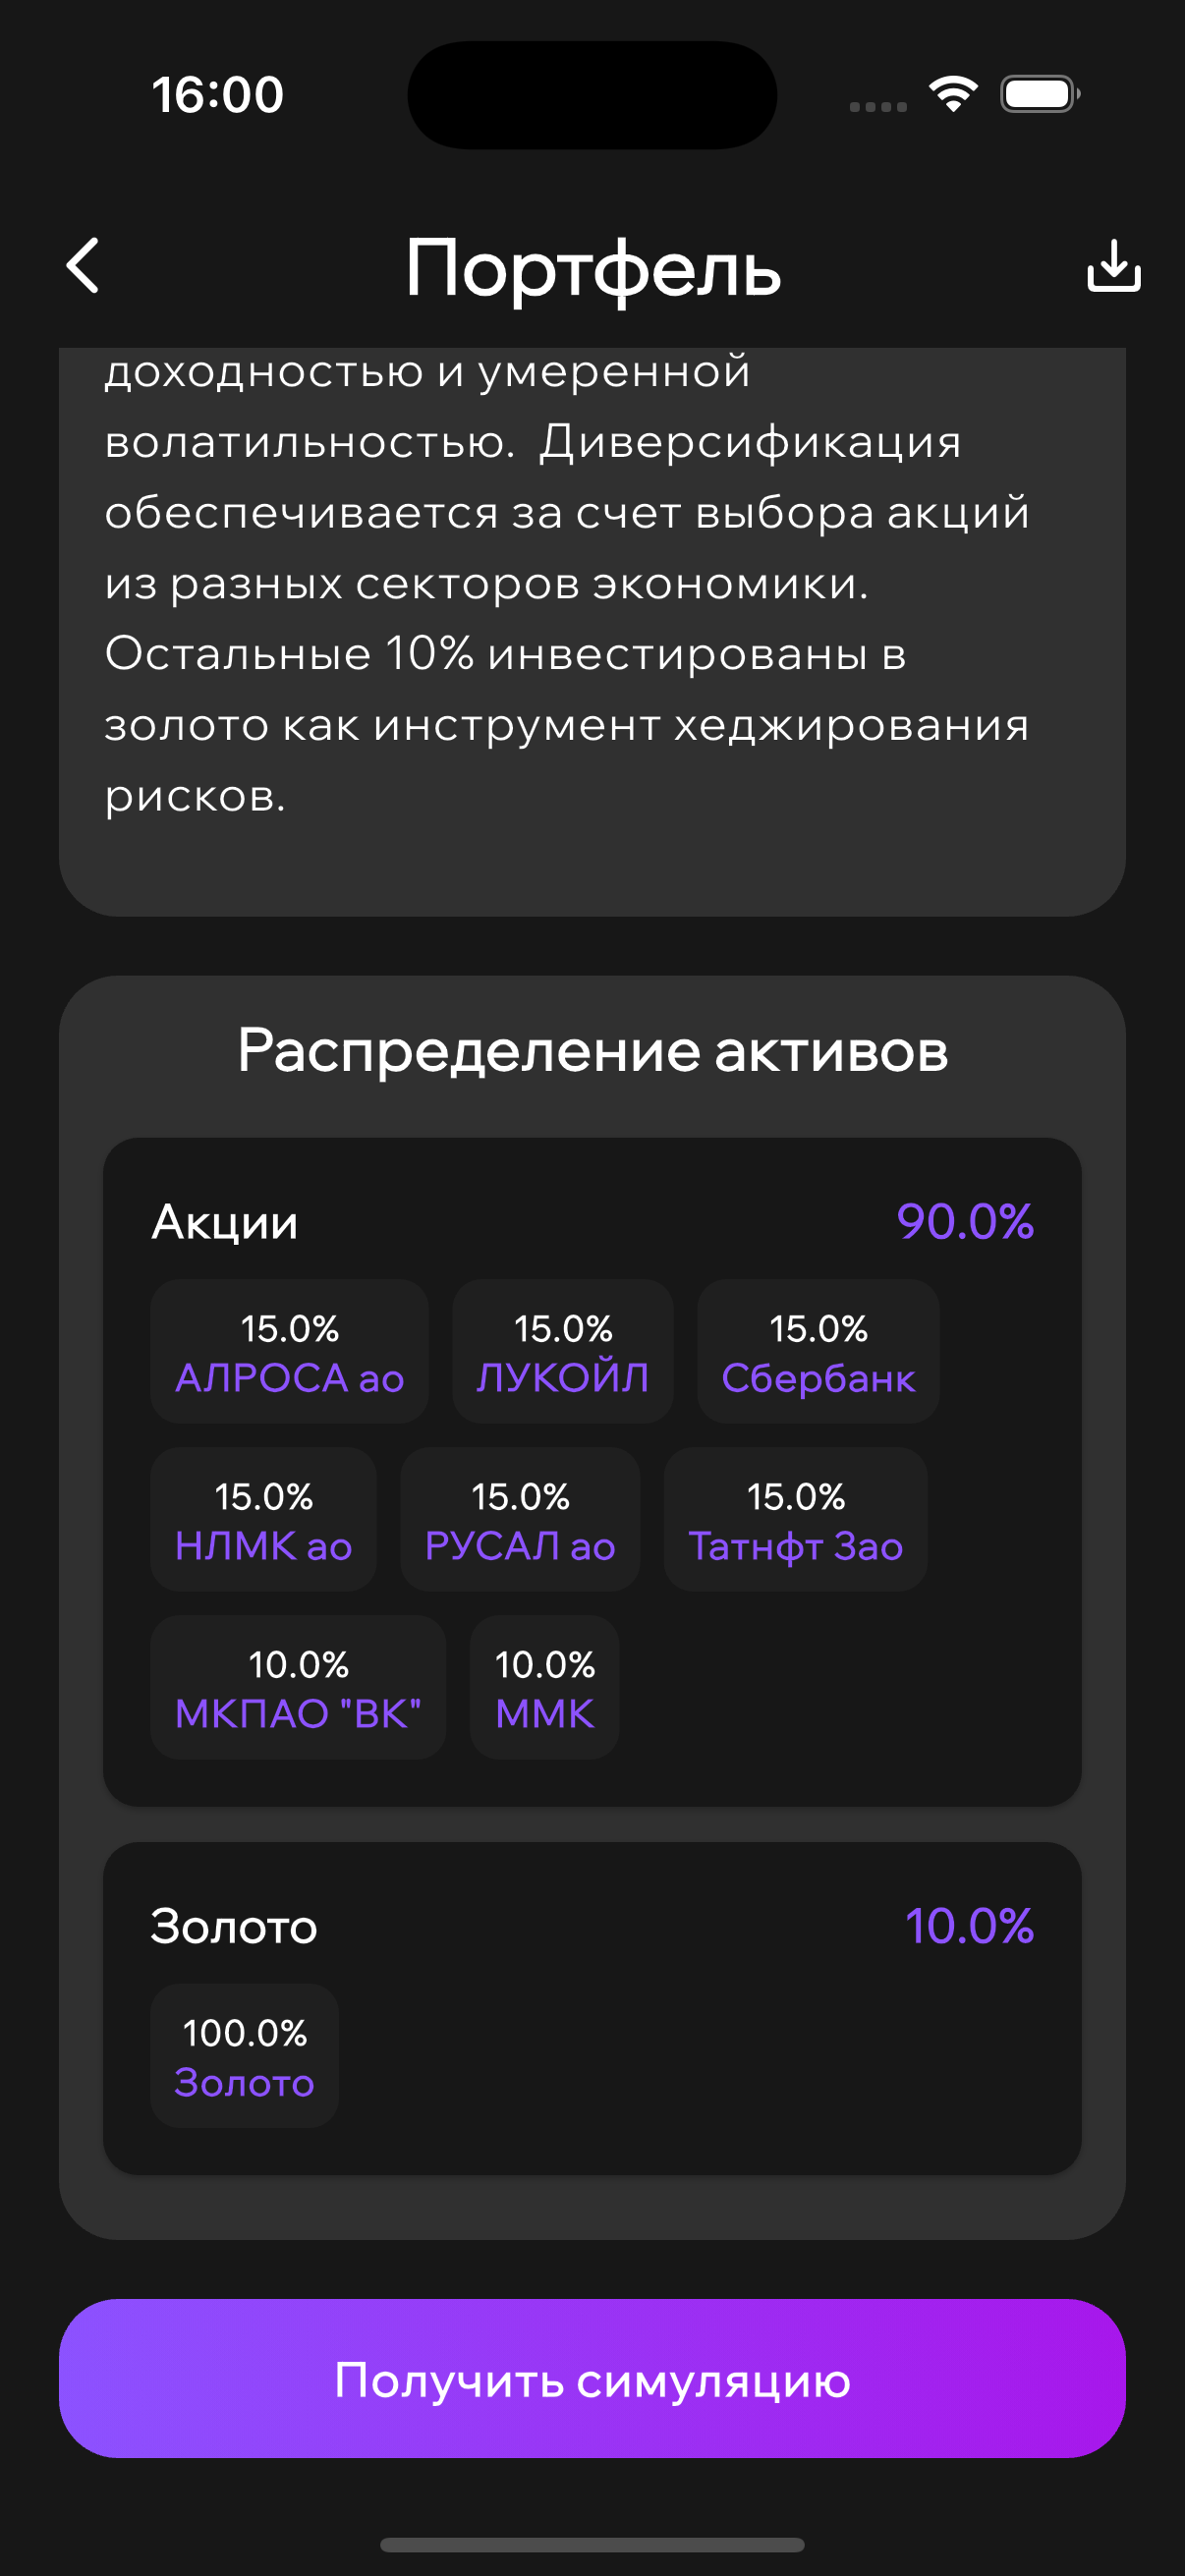 16:00
Портфель
доходностью и умеренной
волатильностью. Диверсификация
обеспечивается за счет выбора акций
из разных секторов экономики.
Остальные 10% инвестированы в
золото как инструмент хеджирования
рисков.
Распределение активов
Акции 90.0%
15.0% 15.0% 15.0%
АЛРОСА ао ЛУКОЙЛ Сбербанк
15.0% 15.0% 15.0%
НЛМК ао РУСАЛ ао Татнфт 3ао
10.0% 10.0%
МКПАО "ВК" ММК
Золото 10.0%
100.0%
Золото
Получить симуляцию